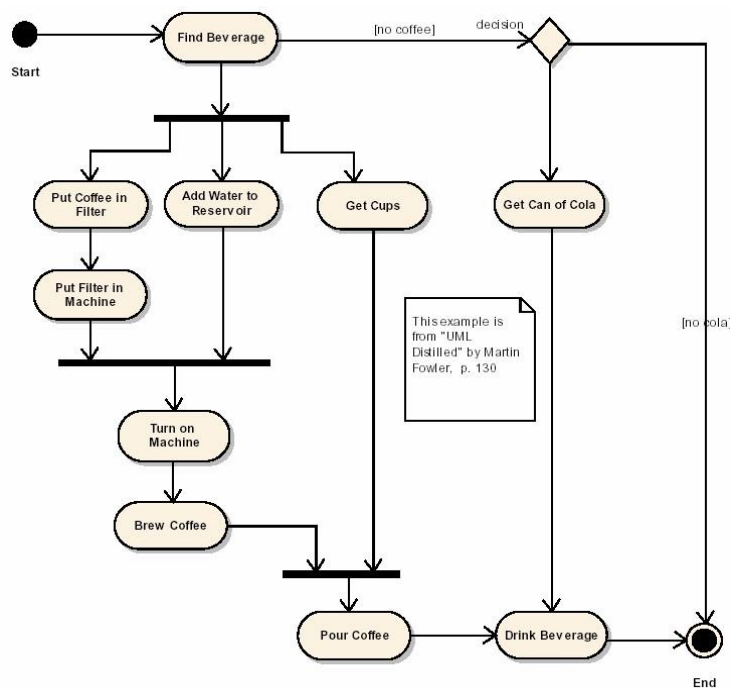 decision
[no coffee]
Find Beverage
Start
Put Coffee in
Filter
Add Water to
Reservoir
Get Cups
Get Can of Cola
Put Filter in
Machine
This example is
from "UML
Distilled" by Martin
Fowler, p. 130
[no cola]
Turn on
Machine
Brew Coffee
Pour Coffee
Drink Beverage
End